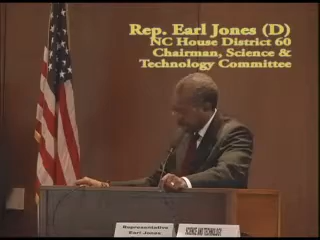 Rep. Earl Jones (D)
NC House District 60
Chairman, Science &
Technology Committee
Representative
Earl Jones
SCIENCE AND TECHNOLOGY